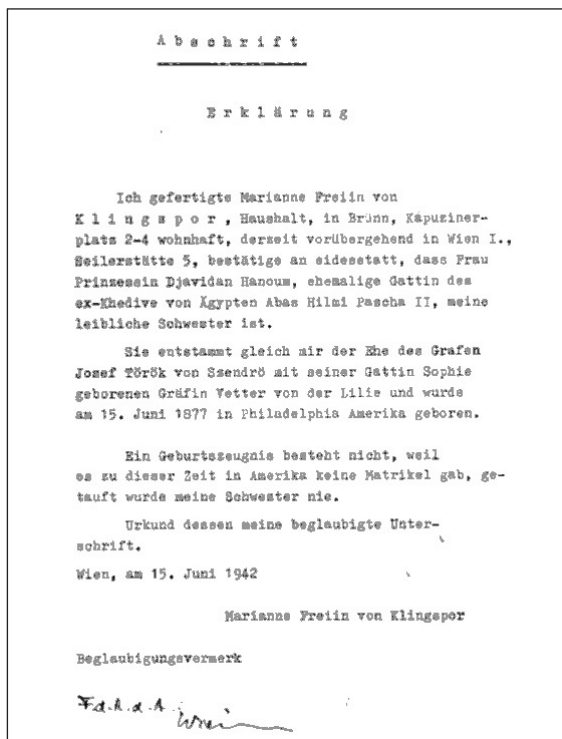 A b s c h r i f t
E r k l ä r u n g
Ich gefertigte Marianne Freiin von
K l i n g s p o r , Haushalt, in Brünn, Kapuziner-
platz 2-4 wohnhaft, derzeit vorübergehend in Wien I.,
Seilerstätte 5, bestätige an eidesstatt, dass Frau
Prinzessin Djavidan Hanoum, ehemalige Gattin des
ex-Khedive von Ägypten Abas Hilmi Pascha II, meine
leibliche Schwester ist.
Sie entstammt gleich mir der Ehe des Grafen
Josef Török von Szendrö mit seiner Gattin Sophie
geborenen Gräfin Vetter von der Lilie und wurde
am 15. Juni 1877 in Philadelphia Amerika geboren.
Ein Geburtszeugnis besteht nicht, weil
es zu dieser Zeit in Amerika keine Matrikel gab, ge-
tauft wurde meine Schwester nie.
Urkund dessen meine beglaubigte Unter-
schrift.
Wien, am 15. Juni 1942
Marianne Freiin von Klingspor
Beglaubigungsvermerk
F.d.R.d.A.